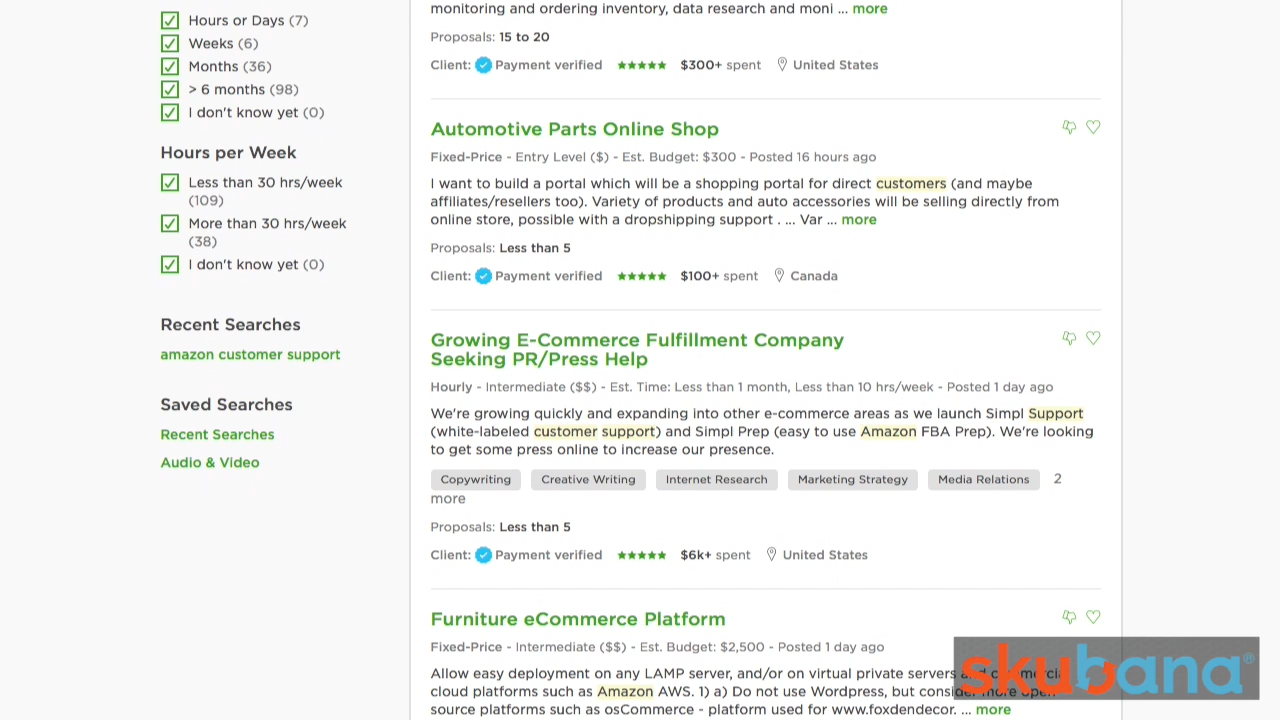 Hours or Days (7)
Weeks (6)
Months (36)
> 6 months (98)
I don't know yet (0)
Hours per Week
Less than 30 hrs/week
(109)
More than 30 hrs/week
(38)
I don't know yet (0)
Recent Searches
amazon customer support
Saved Searches
Recent Searches
Audio & Video
monitoring and ordering inventory, data research and moni ... more
Proposals: 15 to 20
Client: Payment verified $300+ spent United States
Automotive Parts Online Shop
Fixed-Price - Entry Level ($) - Est. Budget: $300 - Posted 16 hours ago
I want to build a portal which will be a shopping portal for direct customers (and maybe
affiliates/resellers too). Variety of products and auto accessories will be selling directly from
online store, possible with a dropshipping support . ... Var ... more
Proposals: Less than 5
Client: Payment verified $100+ spent Canada
Growing E-Commerce Fulfillment Company
Seeking PR/Press Help
Hourly - Intermediate ($$) - Est. Time: Less than 1 month, Less than 10 hrs/week - Posted 1 day ago
We're growing quickly and expanding into other e-commerce areas as we launch Simpl Support
(white-labeled customer support) and Simpl Prep (easy to use Amazon FBA Prep). We're looking
to get some press online to increase our presence.
Copywriting Creative Writing Internet Research Marketing Strategy Media Relations 2
more
Proposals: Less than 5
Client: Payment verified $6k+ spent United States
Furniture eCommerce Platform
Fixed-Price - Intermediate ($$) - Est. Budget: $2,500 - Posted 1 day ago
Allow easy deployment on any LAMP server, and/or on virtual private servers
cloud platforms such as Amazon AWS. 1) a) Do not use Wordpress, but consider more open
source platforms such as osCommerce - platform used for www.foxdendecor. ... more
skubana®